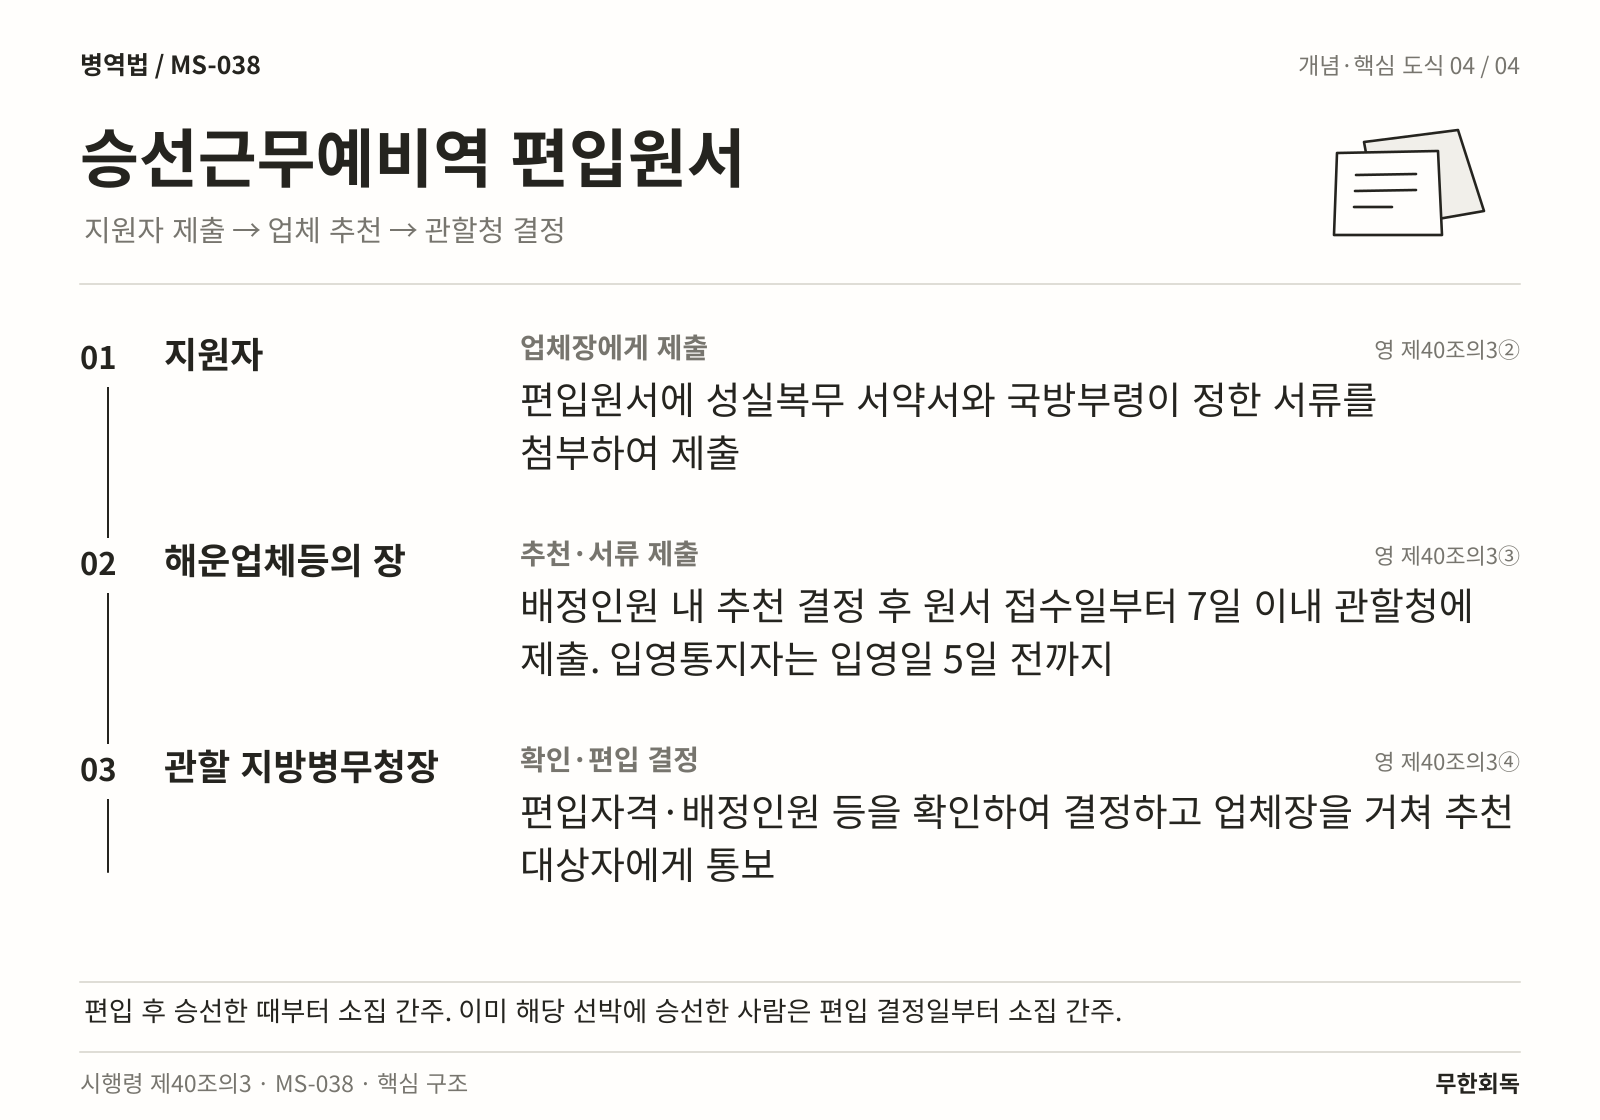 병역법 / MS-038
개념·핵심 도식 04 / 04
승선근무예비역 편입원서
지원자 제출 → 업체 추천 → 관할청 결정
01 지원자
업체장에게 제출
영 제40조의3②
편입원서에 성실복무 서약서와 국방부령이 정한 서류를
첨부하여 제출
02 해운업체등의 장
추천·서류 제출
영 제40조의3③
배정인원 내 추천 결정 후 원서 접수일부터 7일 이내 관할청에
제출. 입영통지자는 입영일 5일 전까지
03 관할 지방병무청장
확인·편입 결정
영 제40조의3④
편입자격·배정인원 등을 확인하여 결정하고 업체장을 거쳐 추천
대상자에게 통보
편입 후 승선한 때부터 소집 간주. 이미 해당 선박에 승선한 사람은 편입 결정일부터 소집 간주.
시행령 제40조의3 · MS-038 · 핵심 구조
무한회독